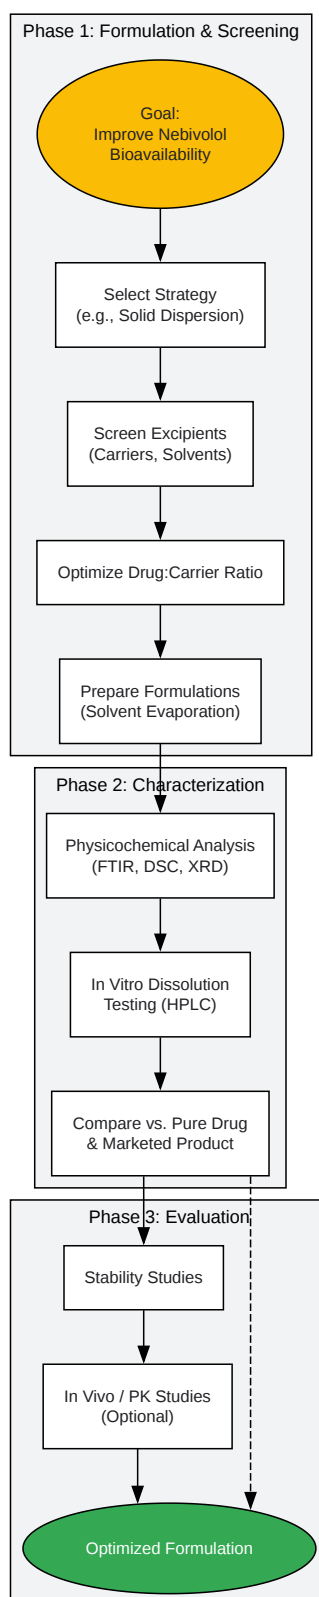 Phase 1: Formulation & Screening
Goal:
Improve Nebivolol
Bioavailability
Select Strategy
(e.g., Solid Dispersion)
Screen Excipients
(Carriers, Solvents)
Optimize Drug:Carrier Ratio
Prepare Formulations
(Solvent Evaporation)
Phase 2: Characterization
Physicochemical Analysis
(FTIR, DSC, XRD)
In Vitro Dissolution
Testing (HPLC)
Compare vs. Pure Drug
& Marketed Product
Phase 3: Evaluation
Stability Studies
In Vivo / PK Studies
(Optional)
Optimized Formulation